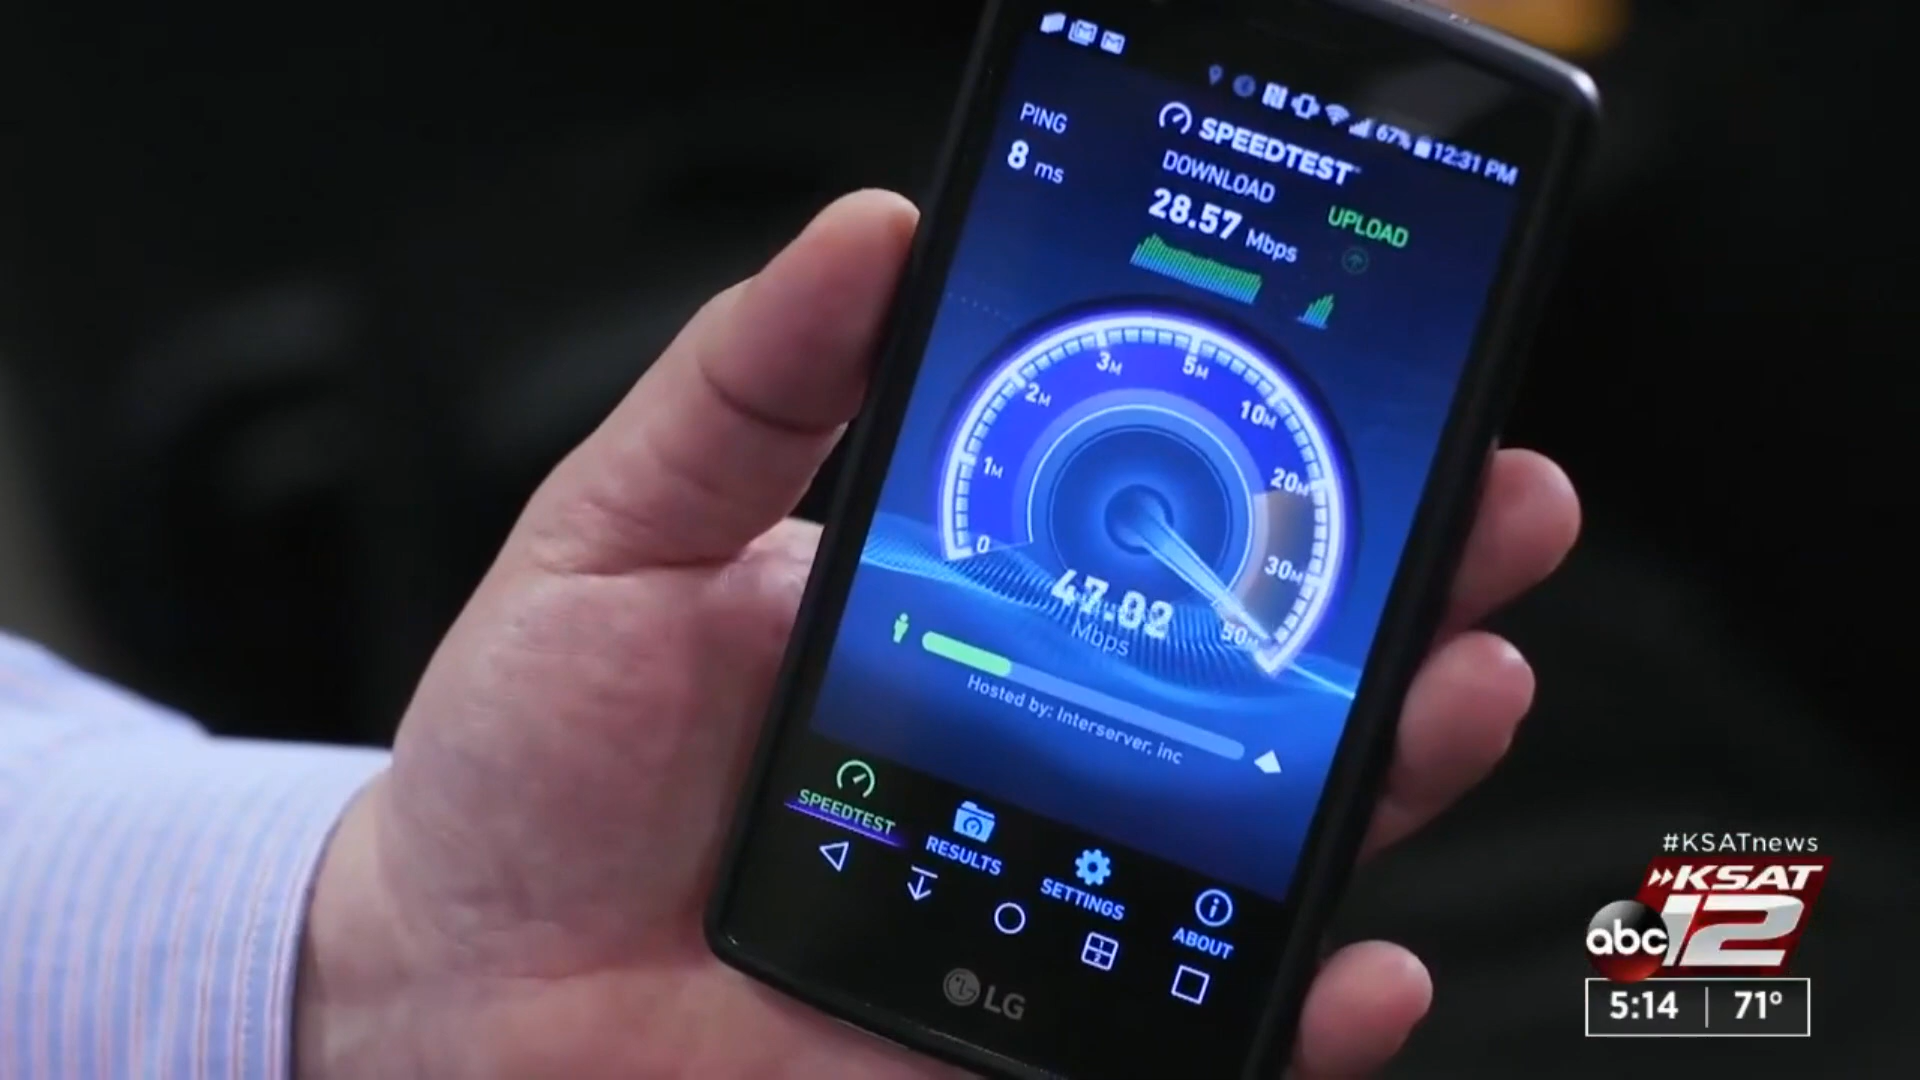 67% 12:31 PM
PING
8 ms
SPEEDTEST
DOWNLOAD
28.57 Mbps
UPLOAD
0
1M
2M
3M
5M
10M
20M
30M
50M
47.02
Mbps
Hosted by: Interserver, inc
SPEEDTEST
RESULTS
SETTINGS
ABOUT
LG
#KSATnews
KSAT
abc 12
5:14 71°